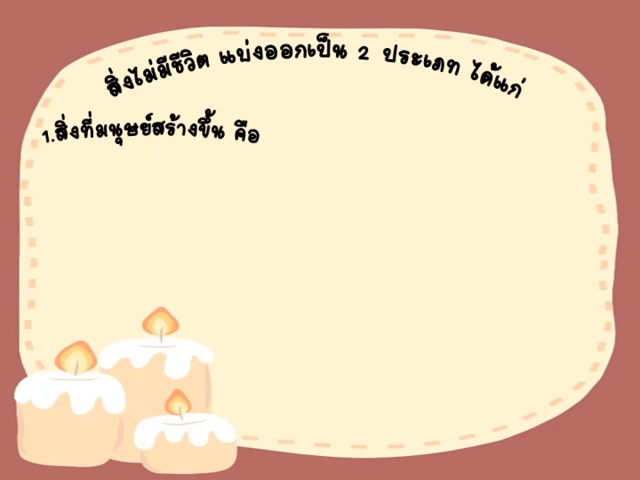 สิ่งไม่มีชีวิต แบ่งออกเป็น 2 ประเภท ได้แก่
1.สิ่งที่มนุษย์สร้างขึ้น คือ